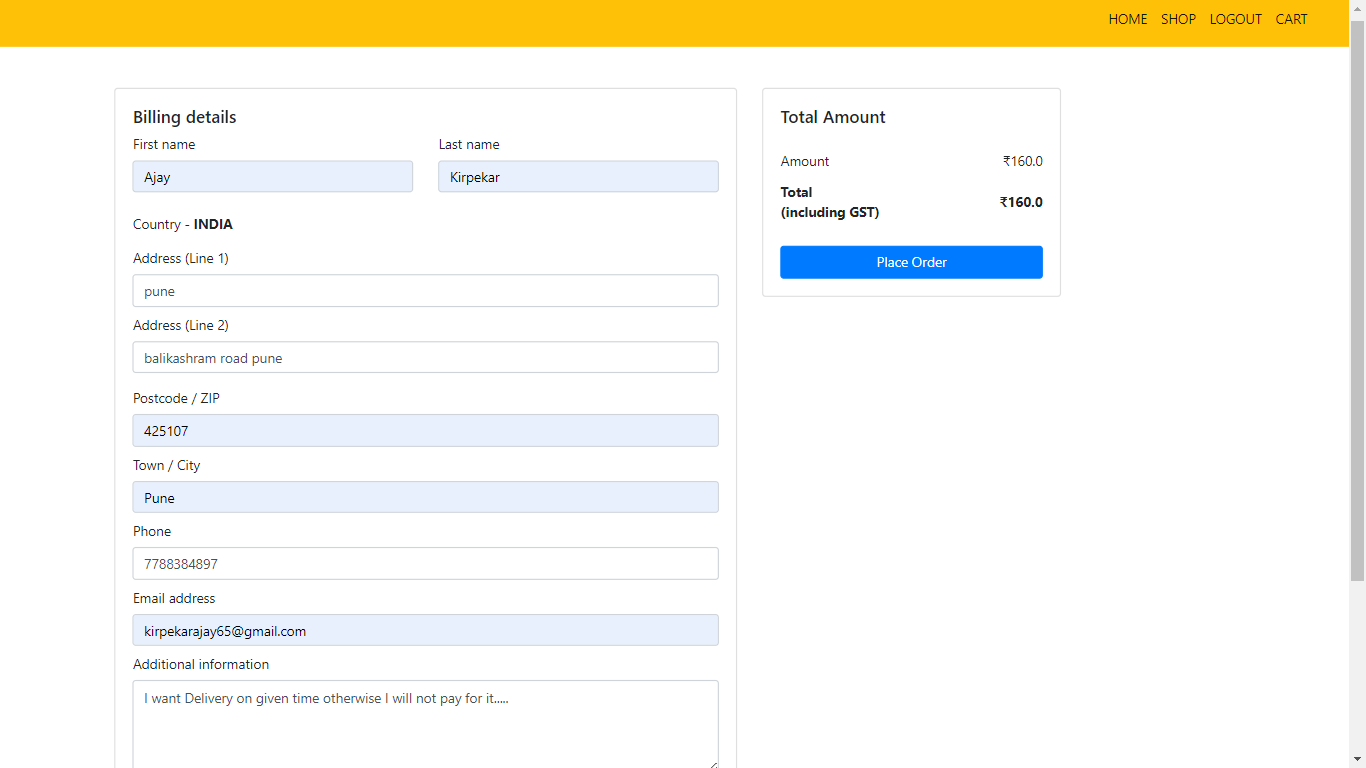 HOME SHOP LOGOUT CART
Billing details
First name Last name
Ajay Kirpekar
Country - INDIA
Address (Line 1)
pune
Address (Line 2)
balikashram road pune
Postcode / ZIP
425107
Town / City
Pune
Phone
7788384897
Email address
kirpekarajay65@gmail.com
Additional information
I want Delivery on given time otherwise I will not pay for it.....
Total Amount
Amount ₹160.0
Total
(including GST) ₹160.0
Place Order